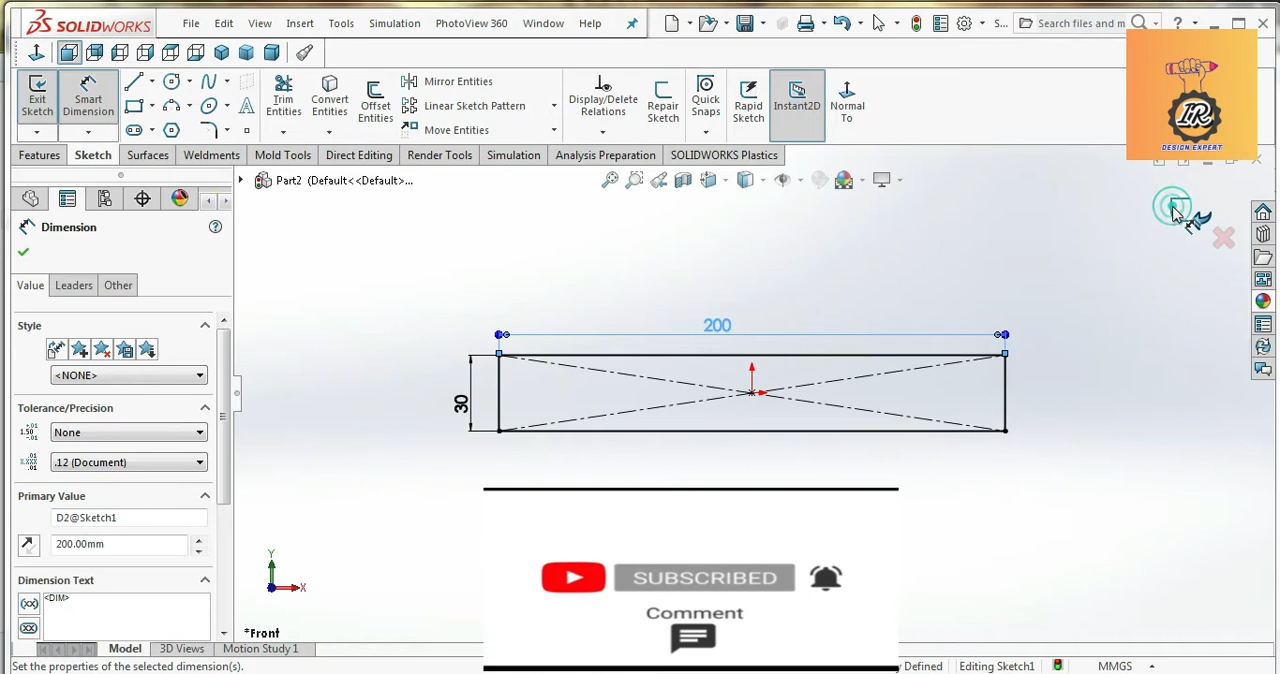 SOLIDWORKS File Edit View Insert Tools Simulation PhotoView 360 Window Help S... Search files and m ?
IR
DESIGN EXPERT
Exit Sketch
Smart Dimension
Trim Entities
Convert Entities
Offset Entities
Mirror Entities
Linear Sketch Pattern
Move Entities
Display/Delete Relations
Repair Sketch
Quick Snaps
Rapid Sketch
Instant2D
Normal To
Features Sketch Surfaces Weldments Mold Tools Direct Editing Render Tools Simulation Analysis Preparation SOLIDWORKS Plastics
Part2 (Default<<Default>...
Dimension
Value Leaders Other
Style
<NONE>
Tolerance/Precision
None
.12 (Document)
Primary Value
D2@Sketch1
200.00mm
Dimension Text
<DIM>
200
30
Y
X
*Front
SUBSCRIBED
Comment
Model 3D Views Motion Study 1
Set the properties of the selected dimension(s).
y Defined Editing Sketch1 MMGS